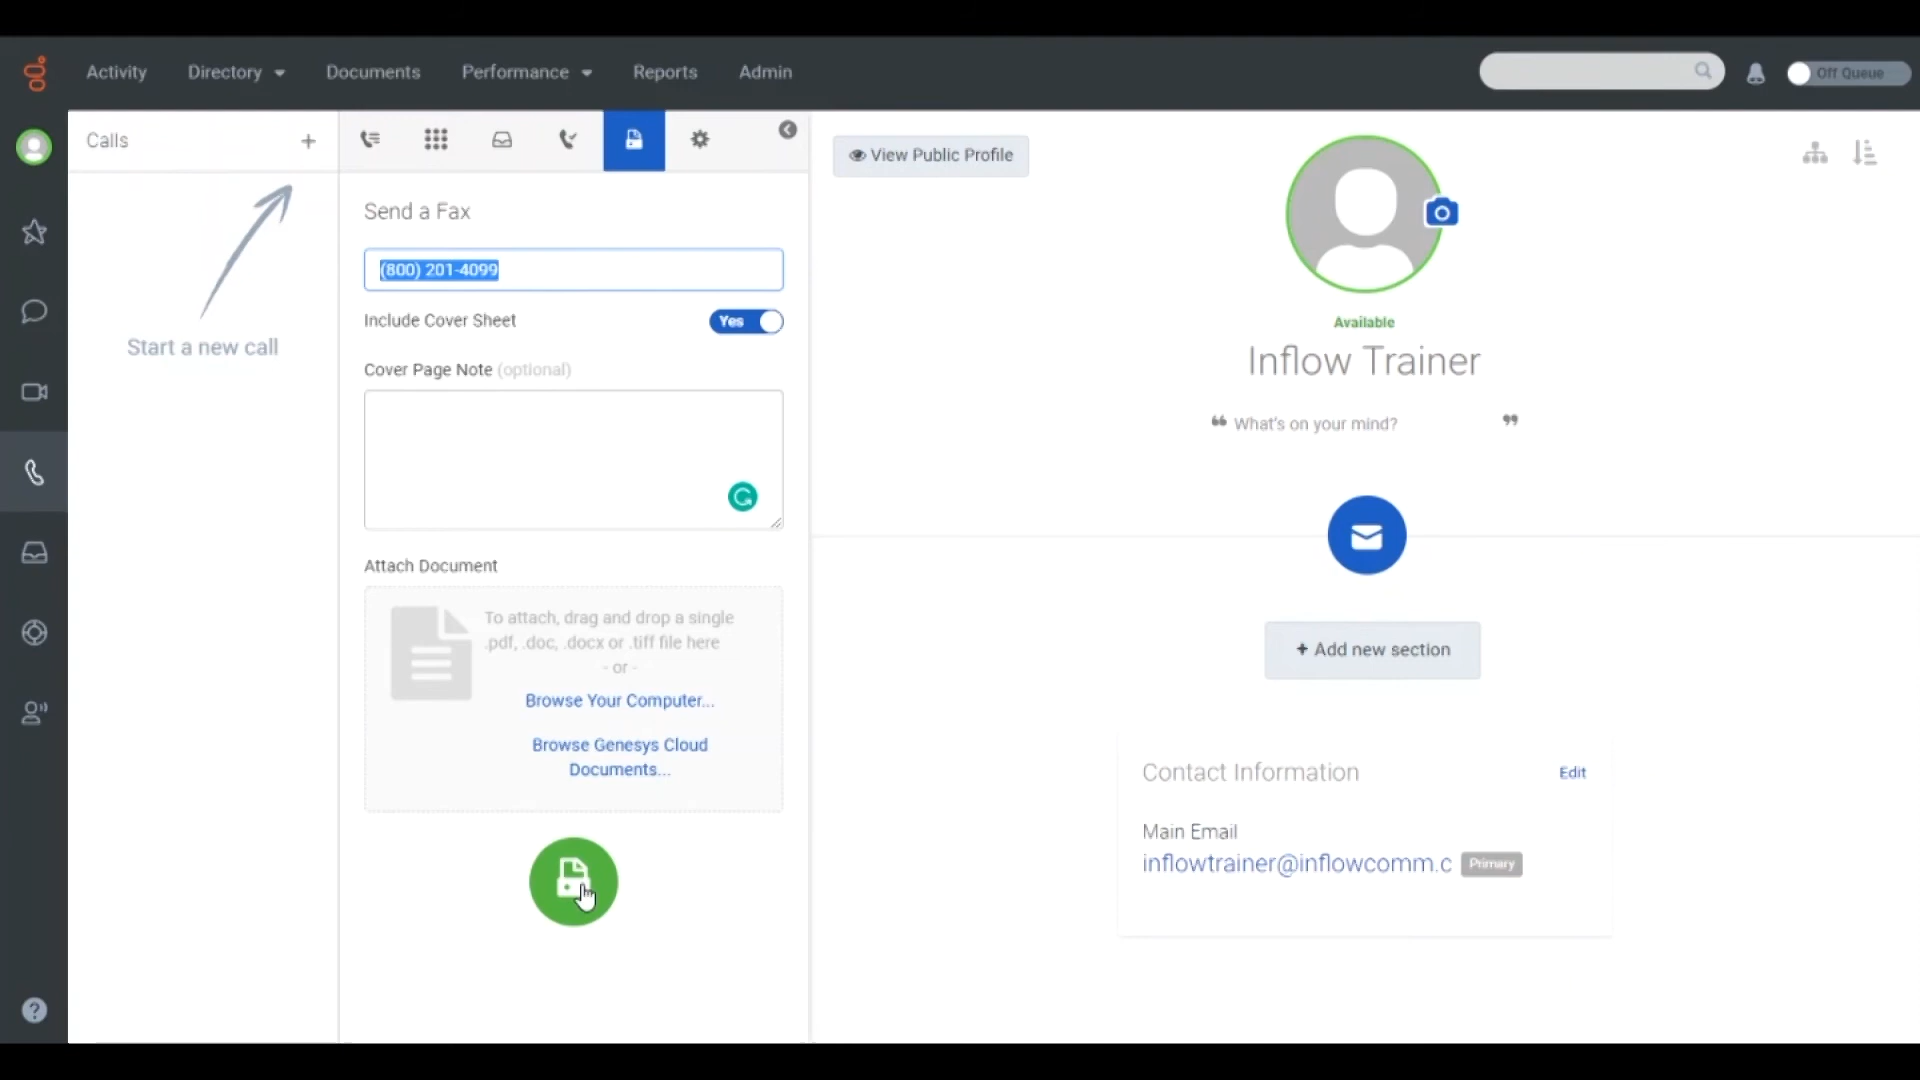 Activity
Directory
Documents
Performance
Reports
Admin
Off Queue
Calls
Start a new call
Send a Fax
(800) 201-4099
Include Cover Sheet
Yes
Cover Page Note (optional)
Attach Document
To attach, drag and drop a single
.pdf, .doc, .docx or .tiff file here
- or -
Browse Your Computer...
Browse Genesys Cloud
Documents...
View Public Profile
Available
Inflow Trainer
What's on your mind?
+ Add new section
Contact Information
Edit
Main Email
inflowtrainer@inflowcomm.c
Primary